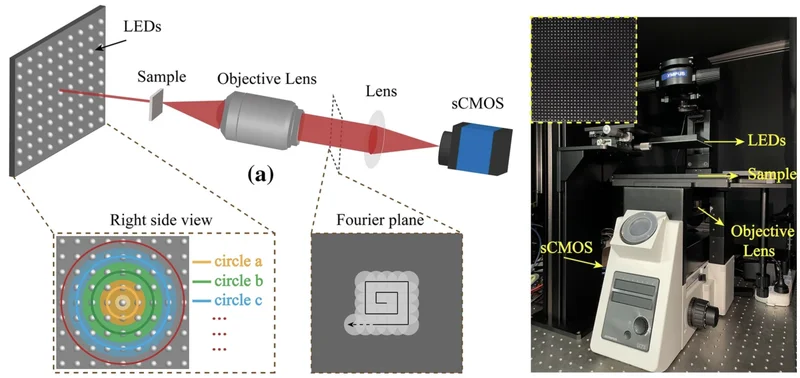 LEDs
Sample
Objective Lens
Lens
sCMOS
(a)
Right side view
circle a
circle b
circle c
...
...
...
Fourier plane
LEDs
Sample
Objective
Lens
sCMOS